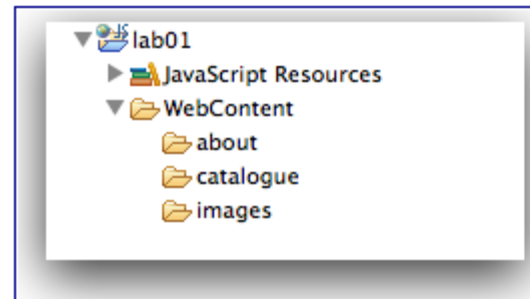 lab01
JavaScript Resources
WebContent
about
catalogue
images